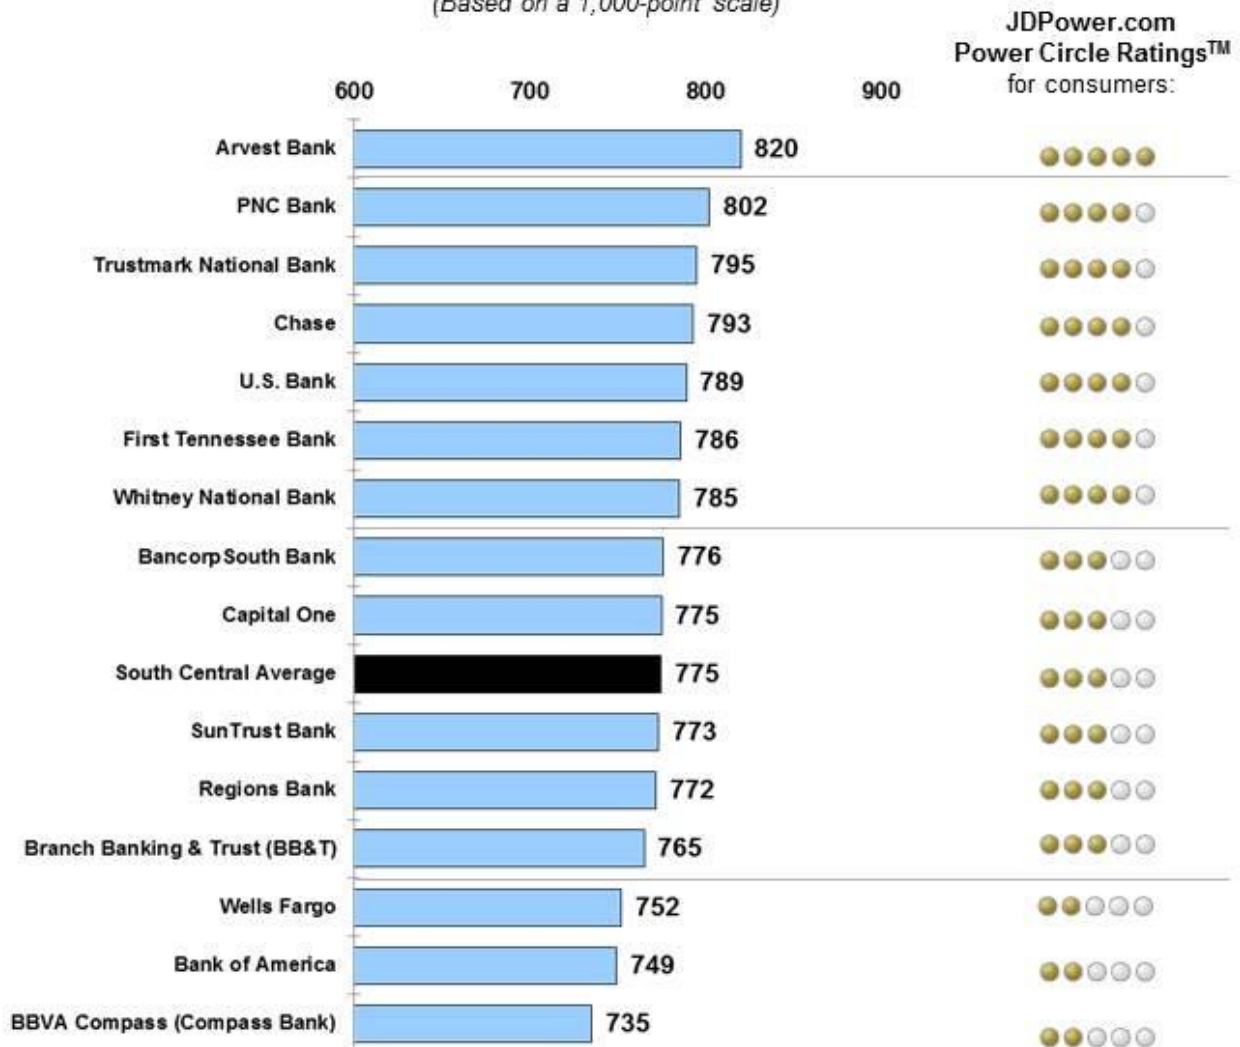 (Based on a 1,000-point scale)
JDPower.com
Power Circle Ratings™
for consumers:
600 700 800 900
Arvest Bank 820
PNC Bank 802
Trustmark National Bank 795
Chase 793
U.S. Bank 789
First Tennessee Bank 786
Whitney National Bank 785
BancorpSouth Bank 776
Capital One 775
South Central Average 775
SunTrust Bank 773
Regions Bank 772
Branch Banking & Trust (BB&T) 765
Wells Fargo 752
Bank of America 749
BBVA Compass (Compass Bank) 735